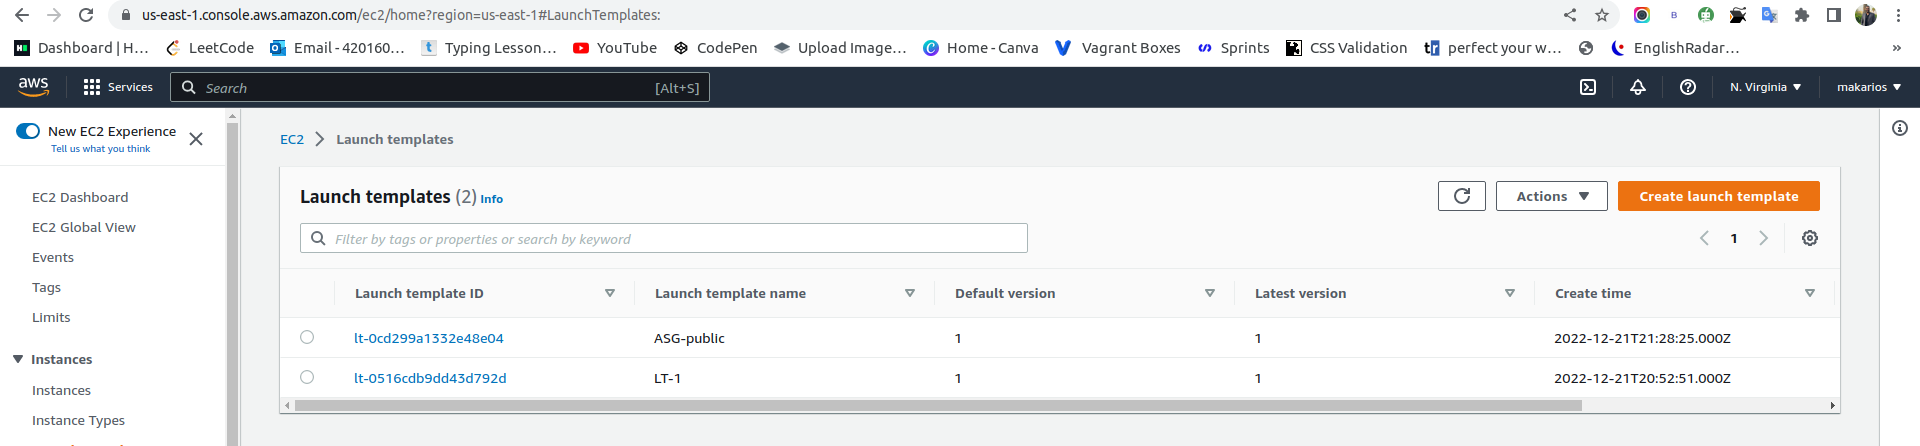 us-east-1.console.aws.amazon.com/ec2/home?region=us-east-1#LaunchTemplates:
Dashboard | H... LeetCode Email - 420160... Typing Lesson... YouTube CodePen Upload Image... Home - Canva Vagrant Boxes Sprints CSS Validation perfect your w... EnglishRadar... »
aws Services Search [Alt+S] N. Virginia makarios
New EC2 Experience
Tell us what you think
EC2 Dashboard
EC2 Global View
Events
Tags
Limits
Instances
Instances
Instance Types
EC2 Launch templates
Launch templates (2) Info Actions Create launch template
Filter by tags or properties or search by keyword 1
Launch template ID Launch template name Default version Latest version Create time
lt-0cd299a1332e48e04 ASG-public 1 1 2022-12-21T21:28:25.000Z
lt-0516cdb9dd43d792d LT-1 1 1 2022-12-21T20:52:51.000Z